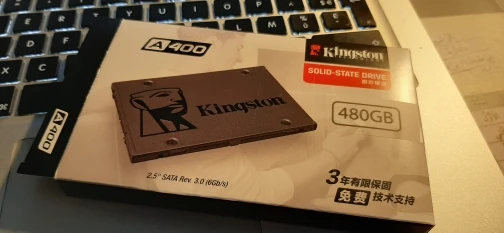 A400
Kingston
SOLID-STATE DRIVE
Kingston
480GB
A400
2.5" SATA Rev. 3.0 (6Gb/s)
3年有限保固
免费 技术支持